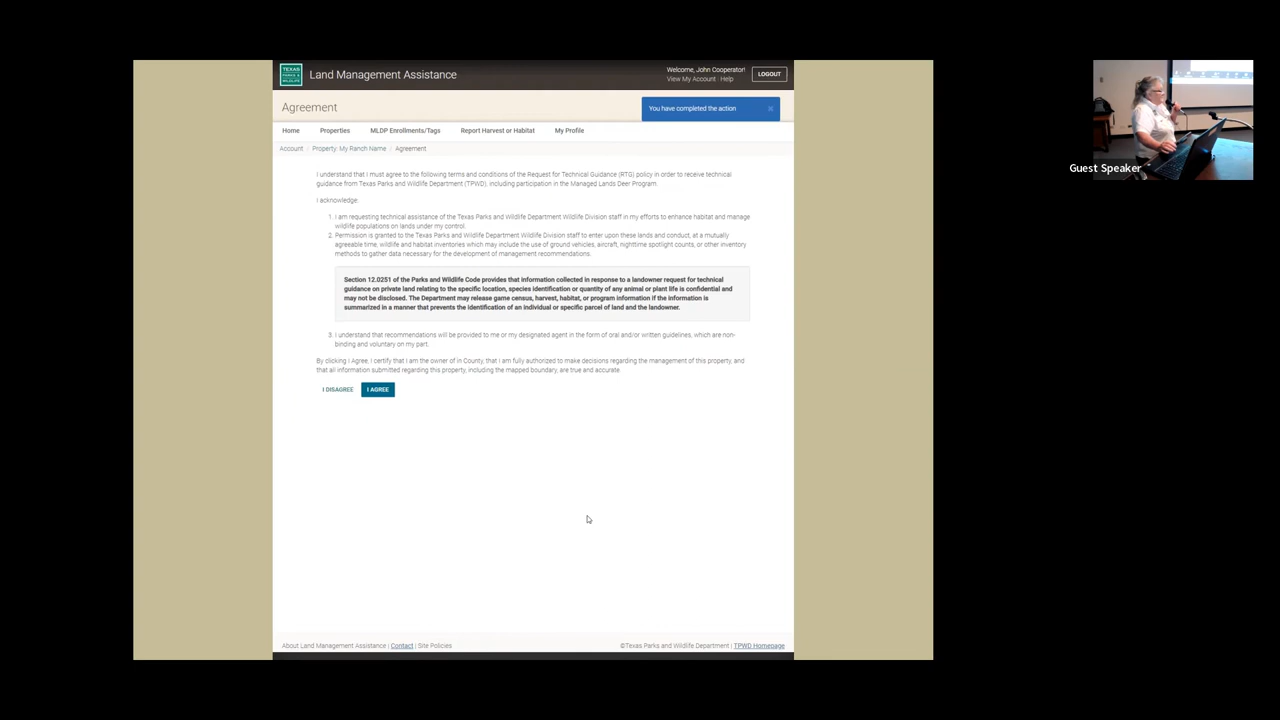 TEXAS
PARKS &
WILDLIFE
Land Management Assistance
Welcome, John Cooperator!
View My Account · Help
LOGOUT
Agreement
You have completed the action
×
Home
Properties
MLDP Enrollments/Tags
Report Harvest or Habitat
My Profile
Account / Property: My Ranch Name / Agreement
I understand that I must agree to the following terms and conditions of the Request for Technical Guidance (RTG) policy in order to receive technical
guidance from Texas Parks and Wildlife Department (TPWD), including participation in the Managed Lands Deer Program.
I acknowledge:
1. I am requesting technical assistance of the Texas Parks and Wildlife Department Wildlife Division staff in my efforts to enhance habitat and manage
wildlife populations on lands under my control.
2. Permission is granted to the Texas Parks and Wildlife Department Wildlife Division staff to enter upon these lands and conduct, at a mutually
agreeable time, wildlife and habitat inventories which may include the use of ground vehicles, aircraft, nighttime spotlight counts, or other inventory
methods to gather data necessary for the development of management recommendations.
Section 12.0251 of the Parks and Wildlife Code provides that information collected in response to a landowner request for technical
guidance on private land relating to the specific location, species identification or quantity of any animal or plant life is confidential and
may not be disclosed. The Department may release game census, harvest, habitat, or program information if the information is
summarized in a manner that prevents the identification of an individual or specific parcel of land and the landowner.
3. I understand that recommendations will be provided to me or my designated agent in the form of oral and/or written guidelines, which are non-
binding and voluntary on my part.
By clicking I Agree, I certify that I am the owner of in County, that I am fully authorized to make decisions regarding the management of this property, and
that all information submitted regarding this property, including the mapped boundary, are true and accurate.
I DISAGREE
I AGREE
About Land Management Assistance | Contact | Site Policies
©Texas Parks and Wildlife Department | TPWD Homepage
Guest Speaker